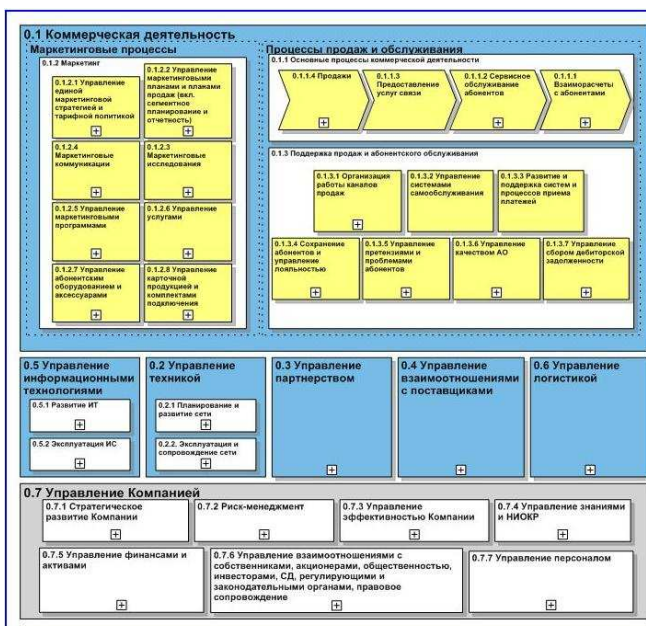 0.1 Коммерческая деятельность
Маркетинговые процессы
0.1.2 Маркетинг
0.1.2.1 Управление
единой
маркетинговой
стратегией и
тарифной политикой
0.1.2.2 Управление
маркетинговыми
планами и планами
продаж (вкл.
сегментное
планирование и
отчетность)
0.1.2.4
Маркетинговые
коммуникации
0.1.2.3
Маркетинговые
исследования
0.1.2.5 Управление
маркетинговыми
программами
0.1.2.6 Управление
услугами
0.1.2.7 Управление
абонентским
оборудованием и
аксессуарами
0.1.2.8 Управление
карточной
продукцией и
комплектами
подключения
Процессы продаж и обслуживания
0.1.1 Основные процессы коммерческой деятельности
0.1.1.4 Продажи
0.1.1.3
Предоставление
услуг связи
0.1.1.2 Сервисное
обслуживание
абонентов
0.1.1.1
Взаиморасчеты
с абонентами
0.1.3 Поддержка продаж и абонентского обслуживания
0.1.3.1 Организация
работы каналов
продаж
0.1.3.2 Управление
системами
самообслуживания
0.1.3.3 Развитие и
поддержка систем и
процессов приема
платежей
0.1.3.4 Сохранение
абонентов и
управление
лояльностью
0.1.3.5 Управление
претензиями и
проблемами
абонентов
0.1.3.6 Управление
качеством АО
0.1.3.7 Управление
сбором дебиторской
задолженности
0.5 Управление
информационными
технологиями
0.5.1 Развитие ИТ
0.5.2 Эксплуатация ИС
0.2 Управление
техникой
0.2.1 Планирование и
развитие сети
0.2.2. Эксплуатация и
сопровождение сети
0.3 Управление
партнерством
0.4 Управление
взаимоотношениями
с поставщиками
0.6 Управление
логистикой
0.7 Управление Компанией
0.7.1 Стратегическое
развитие Компании
0.7.2 Риск-менеджмент
0.7.3 Управление
эффективностью Компании
0.7.4 Управление знаниями
и НИОКР
0.7.5 Управление финансами и
активами
0.7.6 Управление взаимоотношениями с
собственниками, акционерами, общественностью,
инвесторами, СД, регулирующими и
законодательными органами, правовое
сопровождение
0.7.7 Управление персоналом